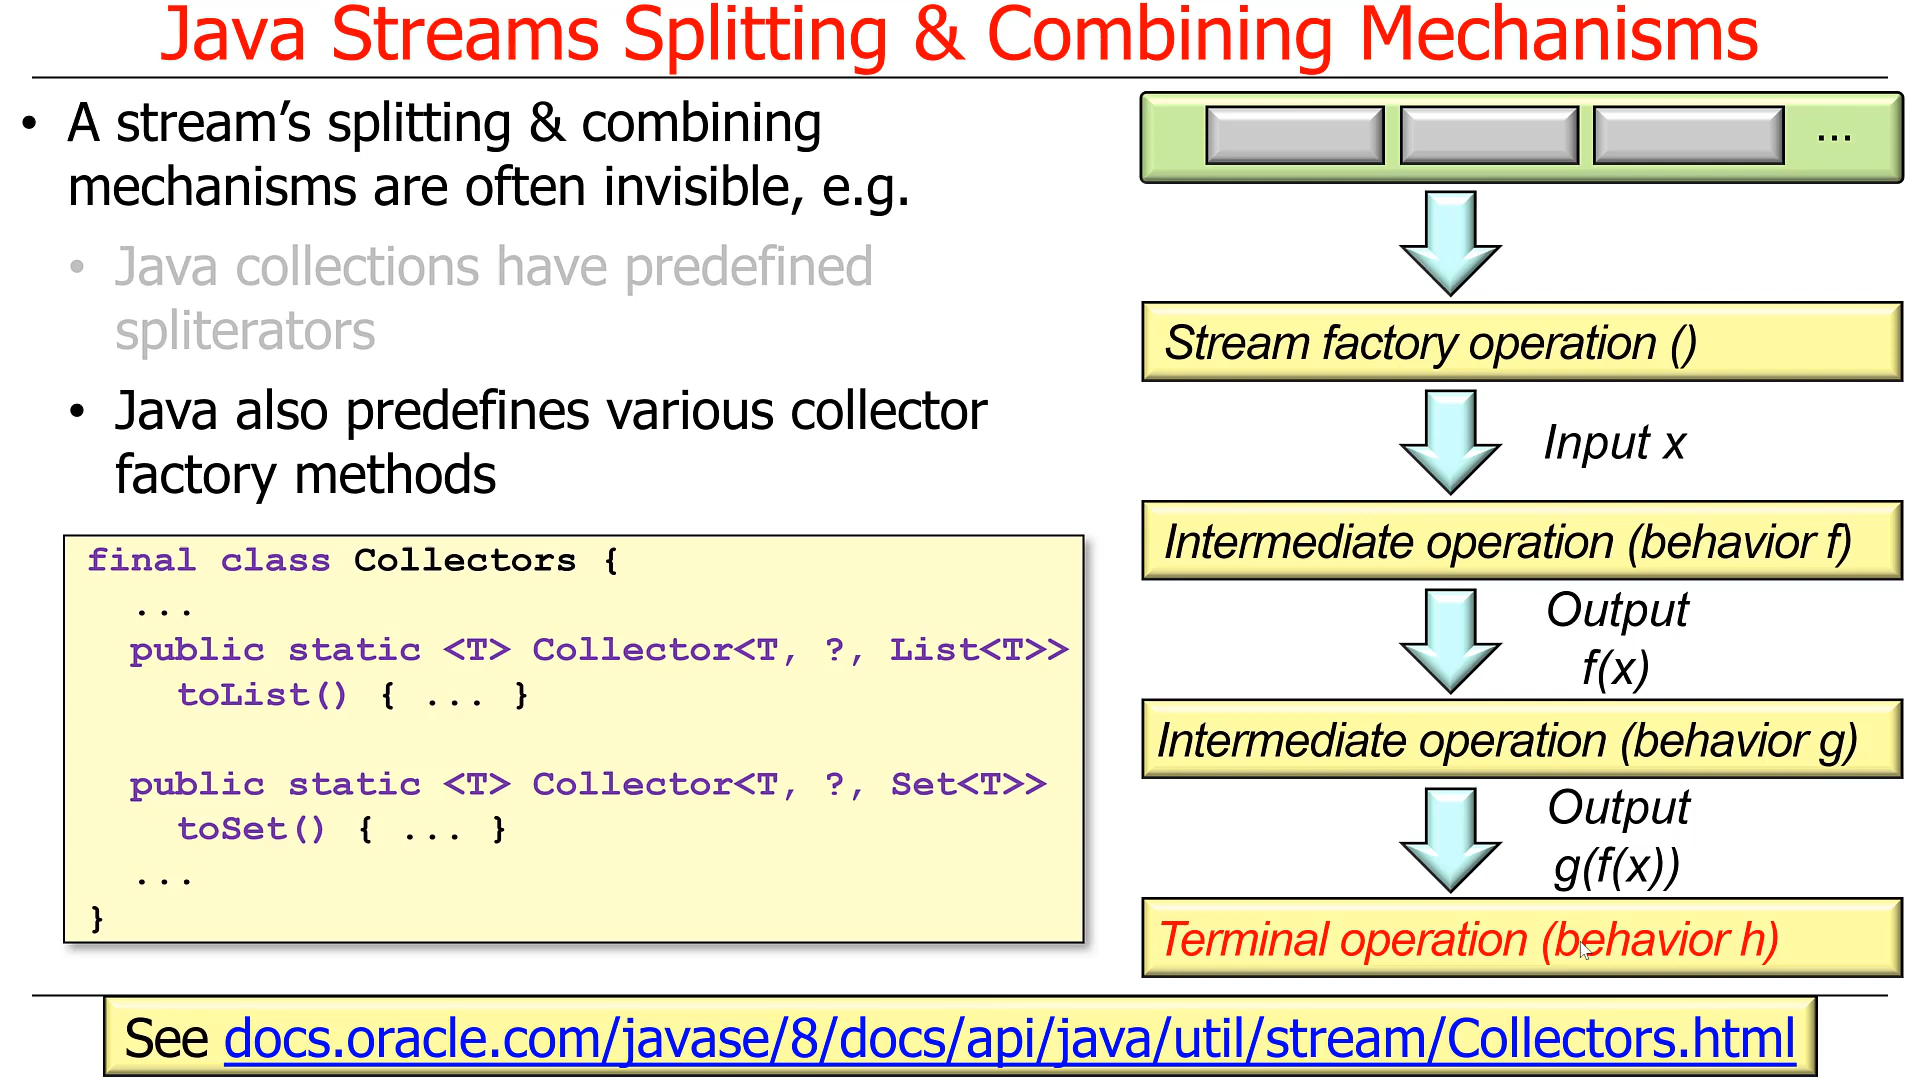 Java Streams Splitting & Combining Mechanisms
• A stream’s splitting & combining
mechanisms are often invisible, e.g.
• Java collections have predefined
spliterators
• Java also predefines various collector
factory methods
final class Collectors {
...
public static <T> Collector<T, ?, List<T>>
toList() { ... }
public static <T> Collector<T, ?, Set<T>>
toSet() { ... }
...
}
...
Stream factory operation ()
Input x
Intermediate operation (behavior f)
Output
f(x)
Intermediate operation (behavior g)
Output
g(f(x))
Terminal operation (behavior h)
See docs.oracle.com/javase/8/docs/api/java/util/stream/Collectors.html